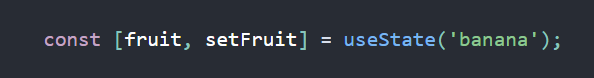 const [fruit, setFruit] = useState('banana');